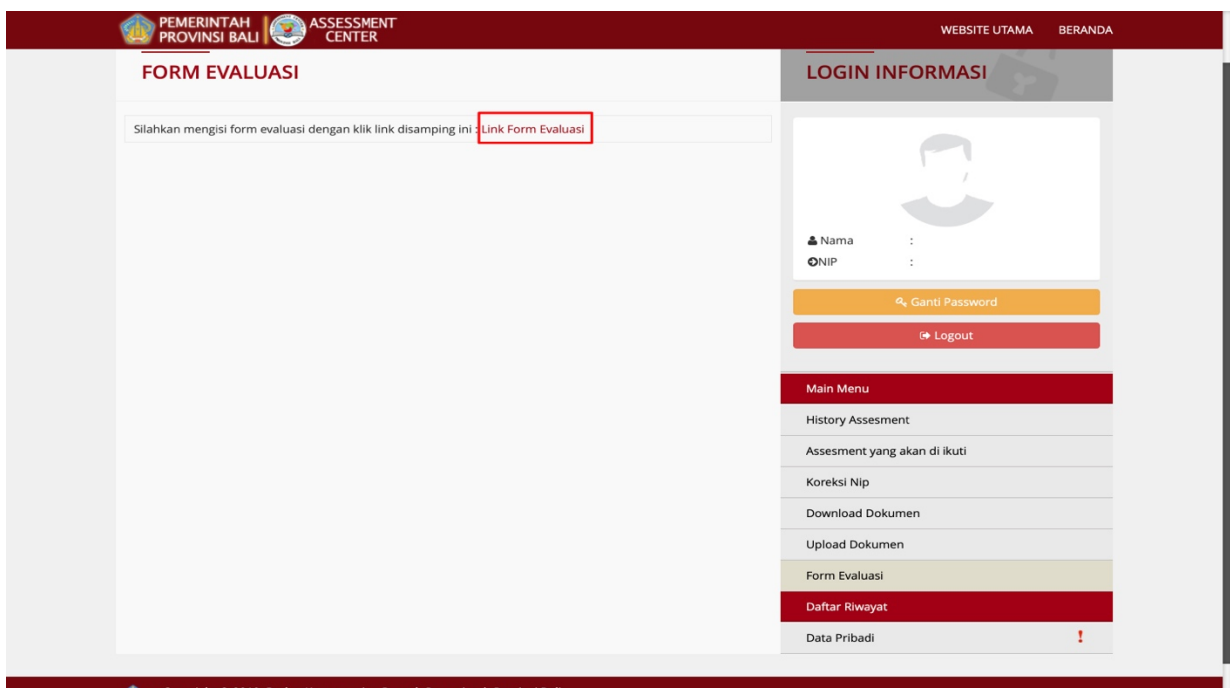 PEMERINTAH
PROVINSI BALI
ASSESSMENT
CENTER
WEBSITE UTAMA BERANDA
FORM EVALUASI
Silahkan mengisi form evaluasi dengan klik link disamping ini : Link Form Evaluasi
LOGIN INFORMASI
Nama :
NIP :
Ganti Password
Logout
Main Menu
History Assesment
Assesment yang akan di ikuti
Koreksi Nip
Download Dokumen
Upload Dokumen
Form Evaluasi
Daftar Riwayat
Data Pribadi